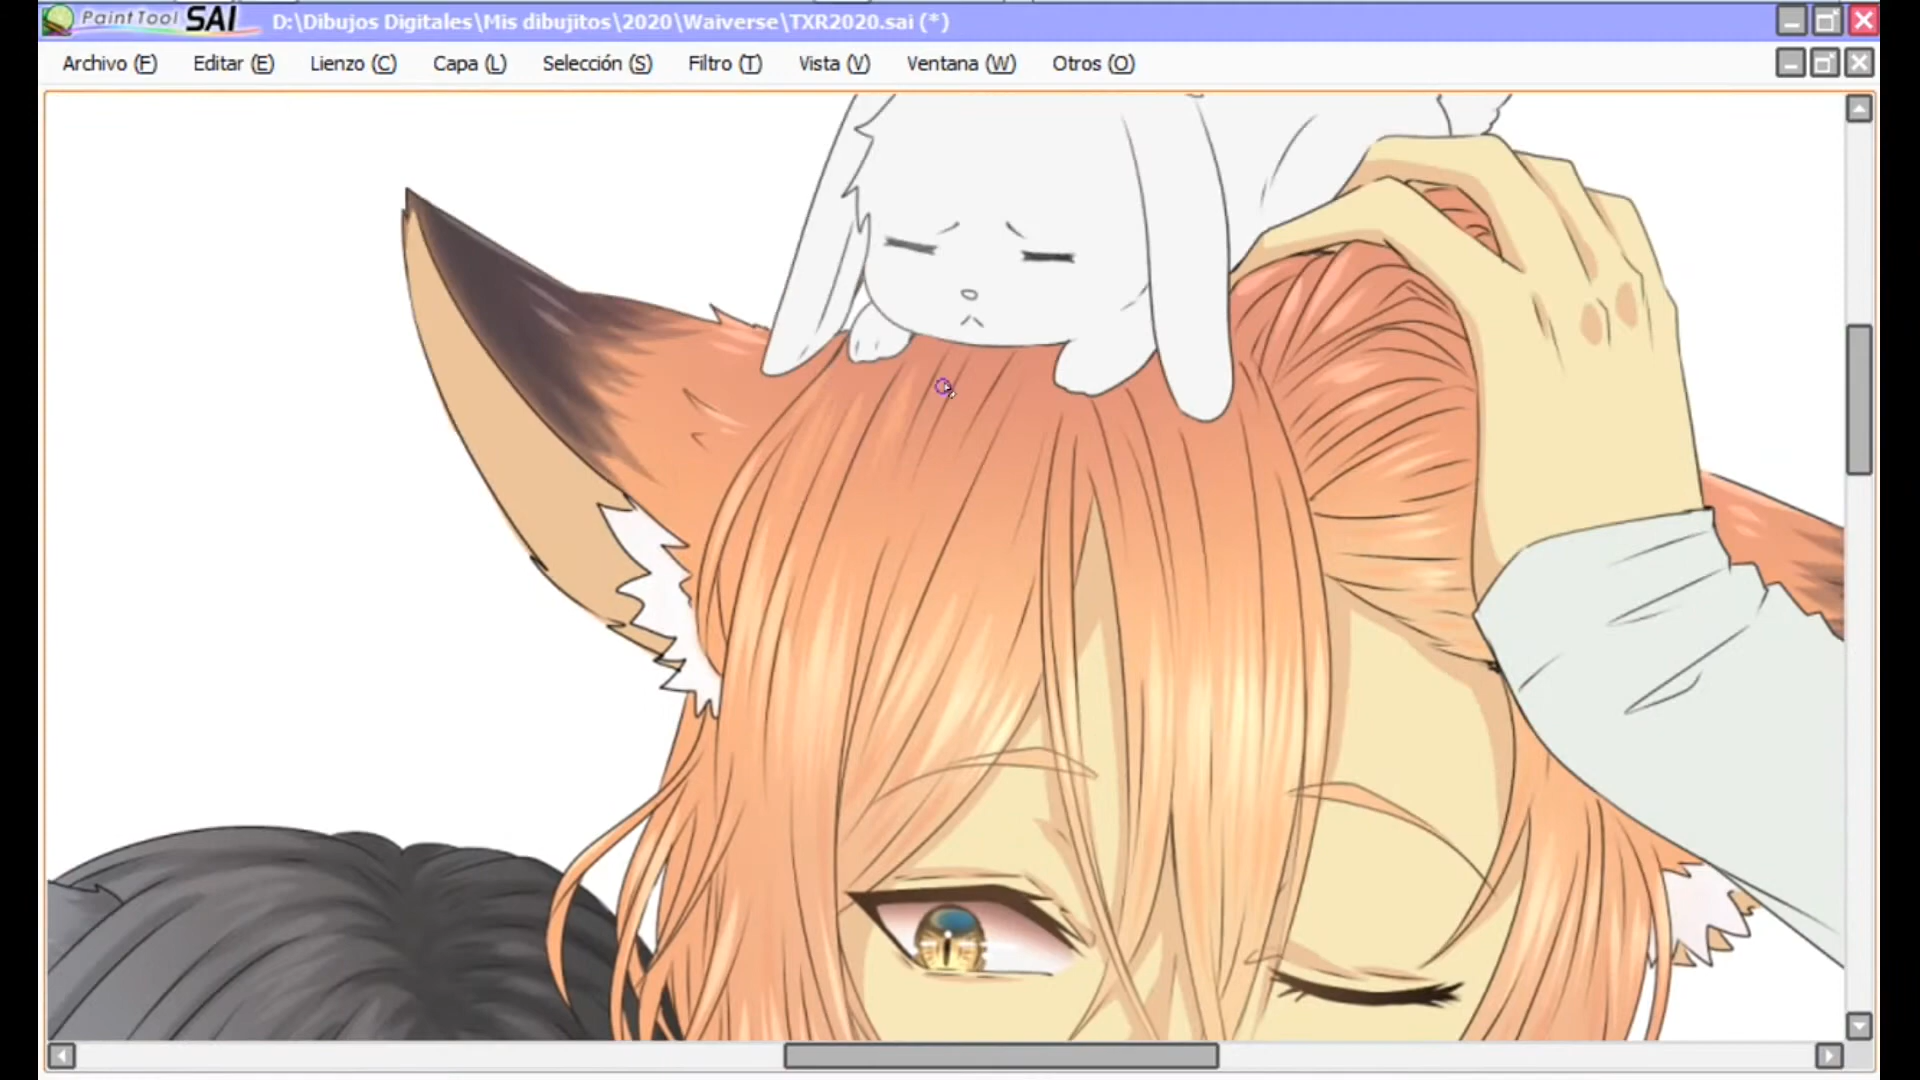 PaintTool SAI D:\Dibujos Digitales\Mis dibujitos\2020\Waiverse\TXR2020.sai (*)
Archivo (F) Editar (E) Lienzo (C) Capa (L) Selección (S) Filtro (T) Vista (V) Ventana (W) Otros (O)